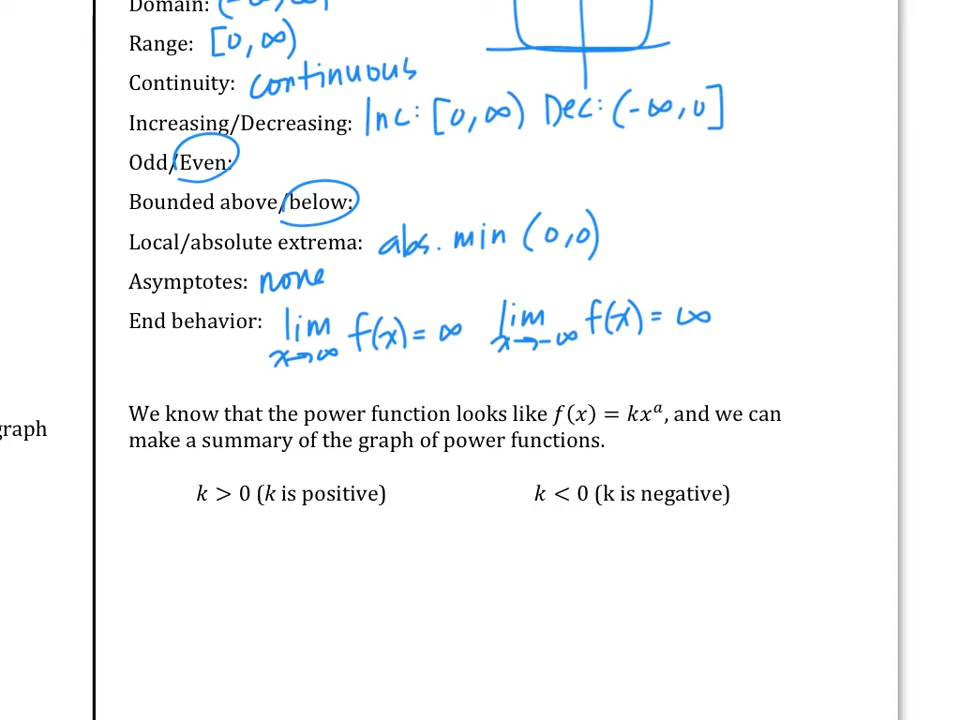 Domain: (-∞, ∞)
Range: [0, ∞)
Continuity: continuous
Increasing/Decreasing: Inc: [0, ∞) Dec: (-∞, 0]
Odd/Even:
Bounded above/below:
Local/absolute extrema: abs. min (0,0)
Asymptotes: none
End behavior: lim x→∞ f(x) = ∞ lim x→-∞ f(x) = ∞
We know that the power function looks like f(x) = kxᵃ, and we can
graph
make a summary of the graph of power functions.
k > 0 (k is positive) k < 0 (k is negative)